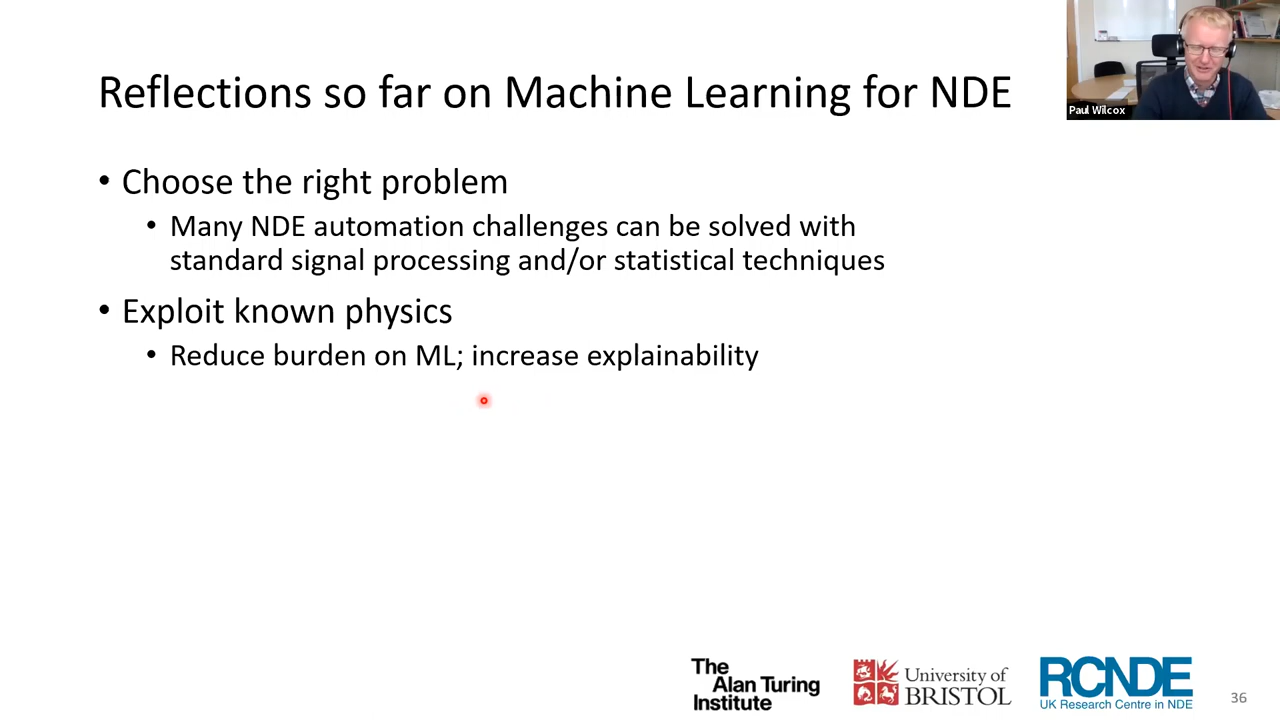 Reflections so far on Machine Learning for NDE
Paul Wilcox
• Choose the right problem
• Many NDE automation challenges can be solved with
standard signal processing and/or statistical techniques
• Exploit known physics
• Reduce burden on ML; increase explainability
The
Alan Turing
Institute
University of
BRISTOL
RCNDE
UK Research Centre in NDE
36